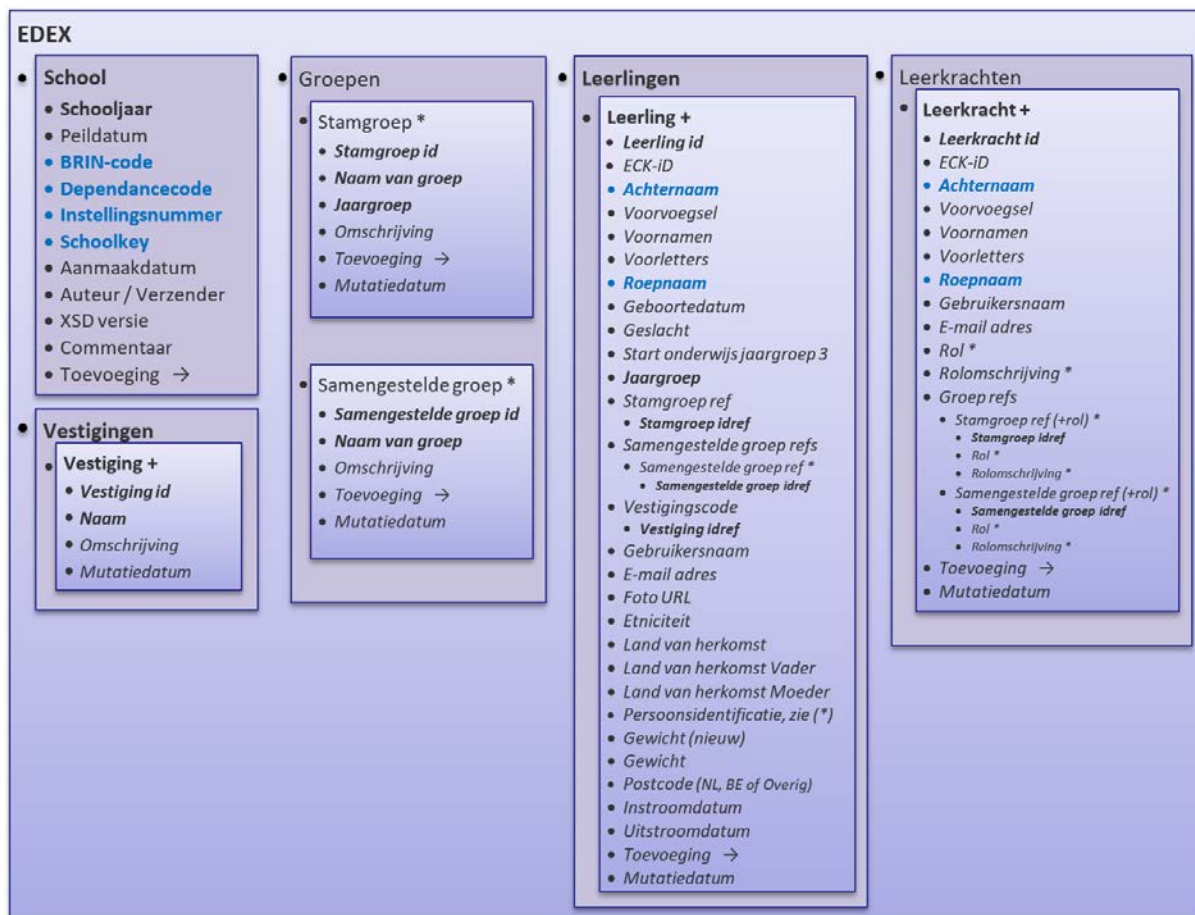 EDEX
School
Schooljaar
Peildatum
BRIN-code
Dependancecode
Instellingsnummer
Schoolkey
Aanmaakdatum
Auteur / Verzender
XSD versie
Commentaar
Toevoeging →
Vestigingen
Vestiging +
Vestiging id
Naam
Omschrijving
Mutatiedatum
Groepen
Stamgroep *
Stamgroep id
Naam van groep
Jaargroep
Omschrijving
Toevoeging →
Mutatiedatum
Samengestelde groep *
Samengestelde groep id
Naam van groep
Omschrijving
Toevoeging →
Mutatiedatum
Leerlingen
Leerling +
Leerling id
ECK-iD
Achternaam
Voorvoegsel
Voornamen
Voorletters
Roepnaam
Geboortedatum
Geslacht
Start onderwijs jaargroep 3
Jaargroep
Stamgroep ref
Stamgroep idref
Samengestelde groep refs
Samengestelde groep ref *
Samengestelde groep idref
Vestigingscode
Vestiging idref
Gebruikersnaam
E-mail adres
Foto URL
Etniciteit
Land van herkomst
Land van herkomst Vader
Land van herkomst Moeder
Persoonsidentificatie, zie (*)
Gewicht (nieuw)
Gewicht
Postcode (NL, BE of Overig)
Instroomdatum
Uitstroomdatum
Toevoeging →
Mutatiedatum
Leerkrachten
Leerkracht +
Leerkracht id
ECK-iD
Achternaam
Voorvoegsel
Voornamen
Voorletters
Roepnaam
Gebruikersnaam
E-mail adres
Rol *
Rolomschrijving *
Groep refs
Stamgroep ref (+rol) *
Stamgroep idref
Rol *
Rolomschrijving *
Samengestelde groep ref (+rol) *
Samengestelde groep idref
Rol *
Rolomschrijving *
Toevoeging →
Mutatiedatum